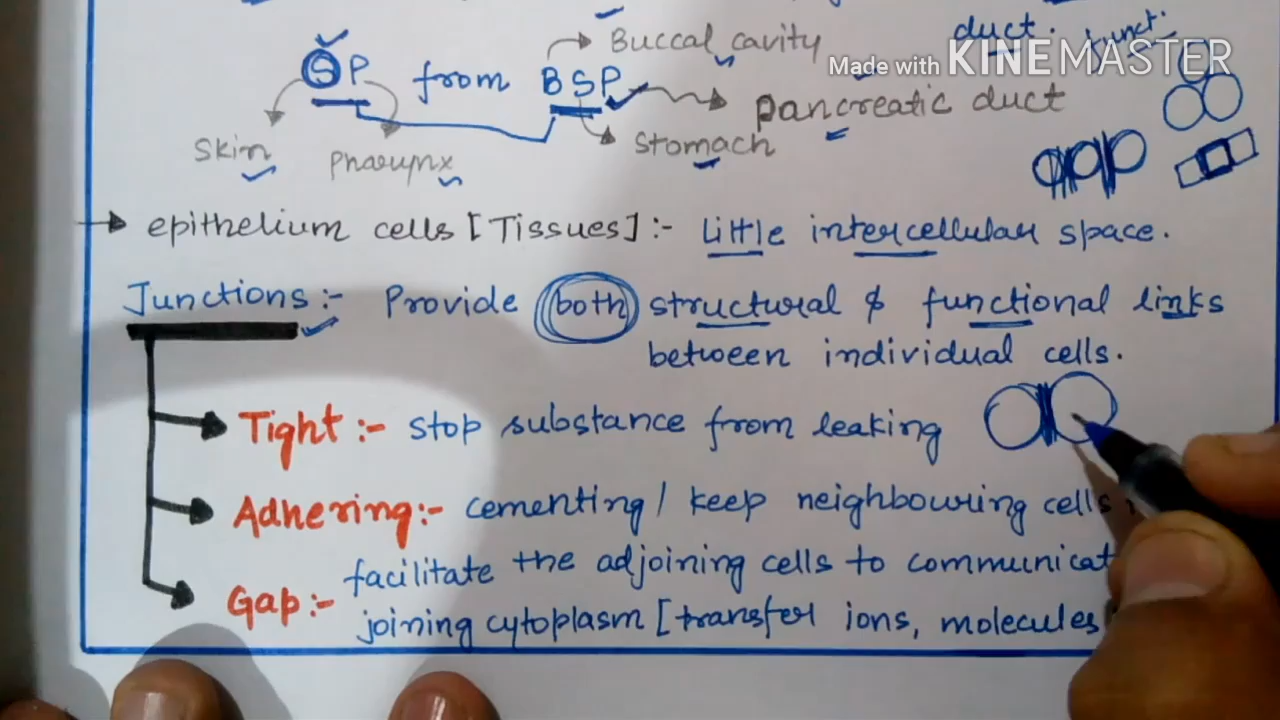 duct. junct.
Made with KINEMASTER
Buccal cavity
SP from BSP
pancreatic duct
Skin Pharynx Stomach
epithelium cells [Tissues] :- Little intercellular space.
Junctions :- Provide both structural & functional links
between individual cells.
Tight :- stop substance from leaking
Adhering :- cementing / keep neighbouring cells
Gap :- facilitate the adjoining cells to communicat
joining cytoplasm [transfer ions, molecules